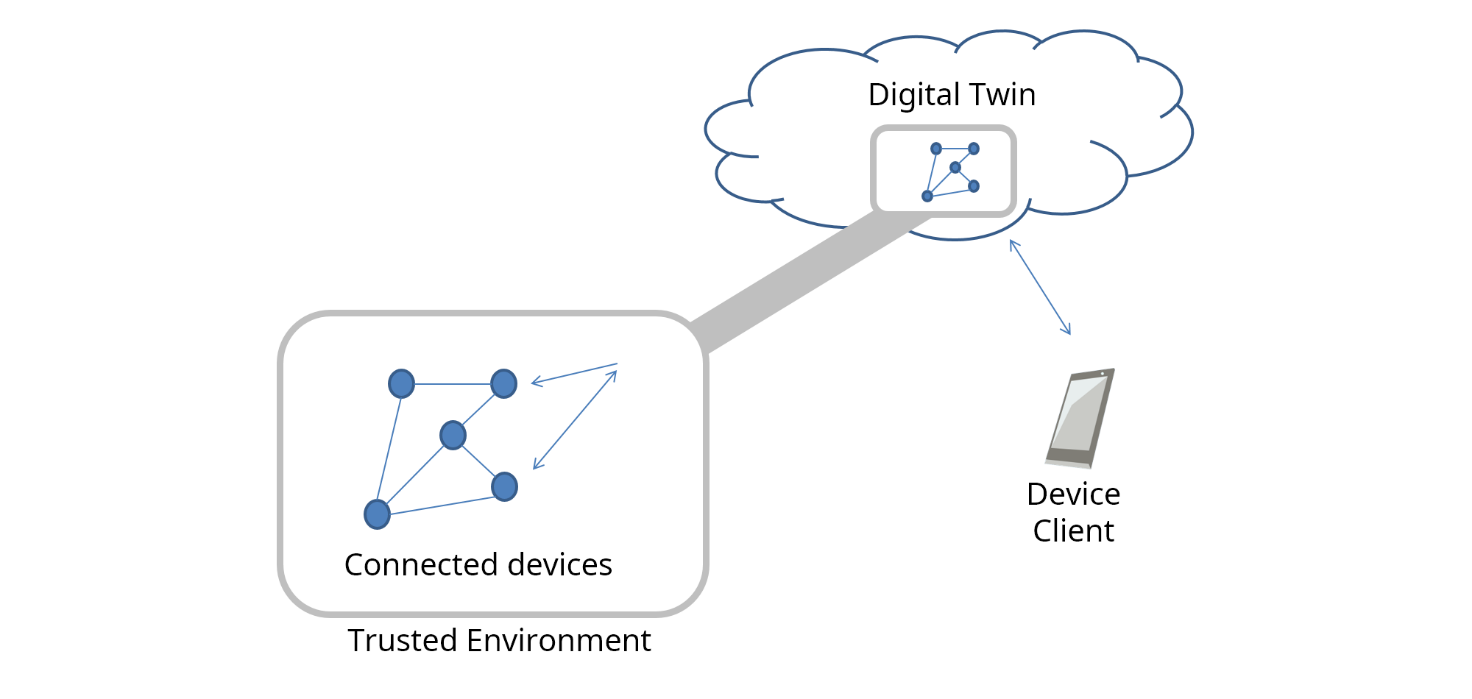 Digital Twin
Device
Client
Connected devices
Trusted Environment